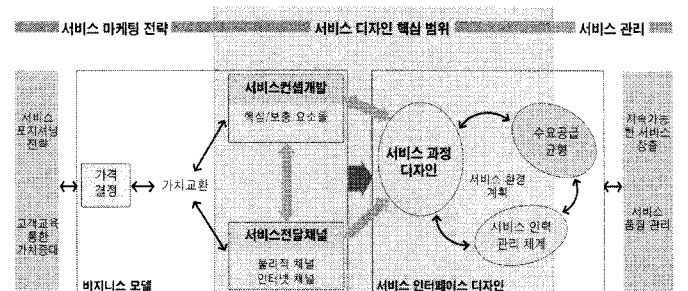 서비스 마케팅 전략
서비스 디자인 핵심 범위
서비스 관리
서비스
포지셔닝
전략
고객교육
통한
가치증대
가격
결정
가치교환
서비스컨셉개발
핵심/보충 요소들
서비스전달채널
물리적 채널
인터넷 채널
비지니스 모델
서비스 과정
디자인
서비스 환경
계획
수요공급
균형
서비스 인력
관리 체계
서비스 인터페이스 디자인
지속가능
한 서비스
창출
서비스
품질 관리